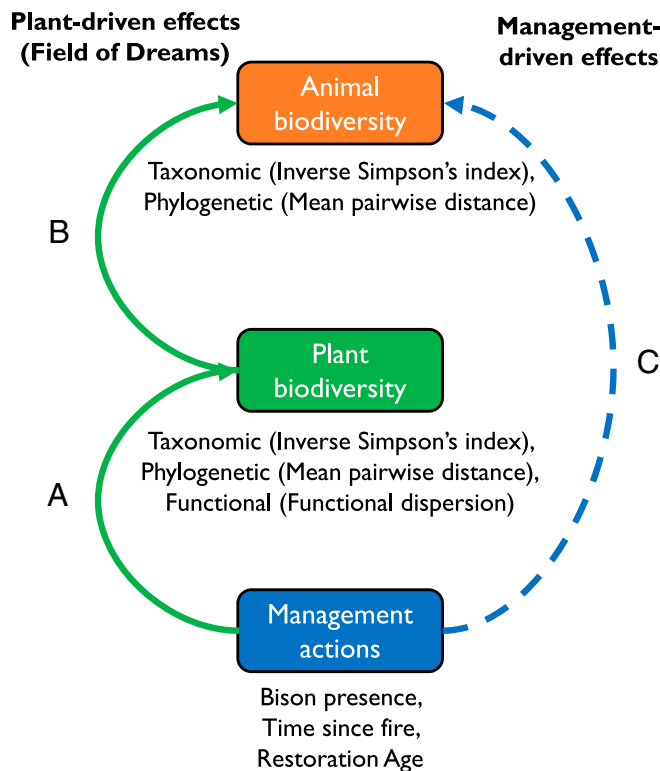 Plant-driven effects
(Field of Dreams)
Management-
driven effects
Animal
biodiversity
Taxonomic (Inverse Simpson's index),
Phylogenetic (Mean pairwise distance)
B
Plant
biodiversity
C
Taxonomic (Inverse Simpson's index),
Phylogenetic (Mean pairwise distance),
Functional (Functional dispersion)
A
Management
actions
Bison presence,
Time since fire,
Restoration Age